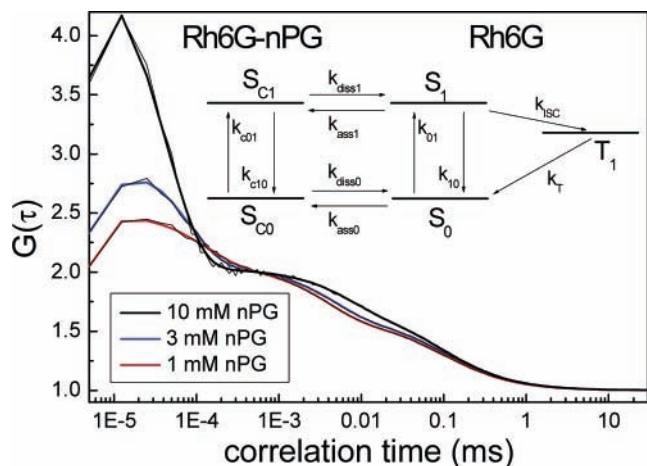 Rh6G-nPG Rh6G
S_C1 k_diss1 S_1
k_ass1 k_ISC
k_c01 k_01 T_1
k_c10 k_diss0 k_10 k_T
S_C0 k_ass0 S_0
G(τ)
4.0
3.5
3.0
2.5
2.0
1.5
1.0
10 mM nPG
3 mM nPG
1 mM nPG
1E-5 1E-4 1E-3 0.01 0.1 1 10
correlation time (ms)